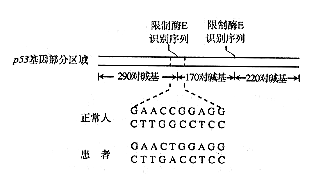 限制酶E 限制酶E
识别序列 识别序列
p53基因部分区域
290对碱基 170对碱基 220对碱基
正常人 GAACCGGAGG
CTTGGCCTCC
患者 GAACTGGAGG
CTTGACCTCC